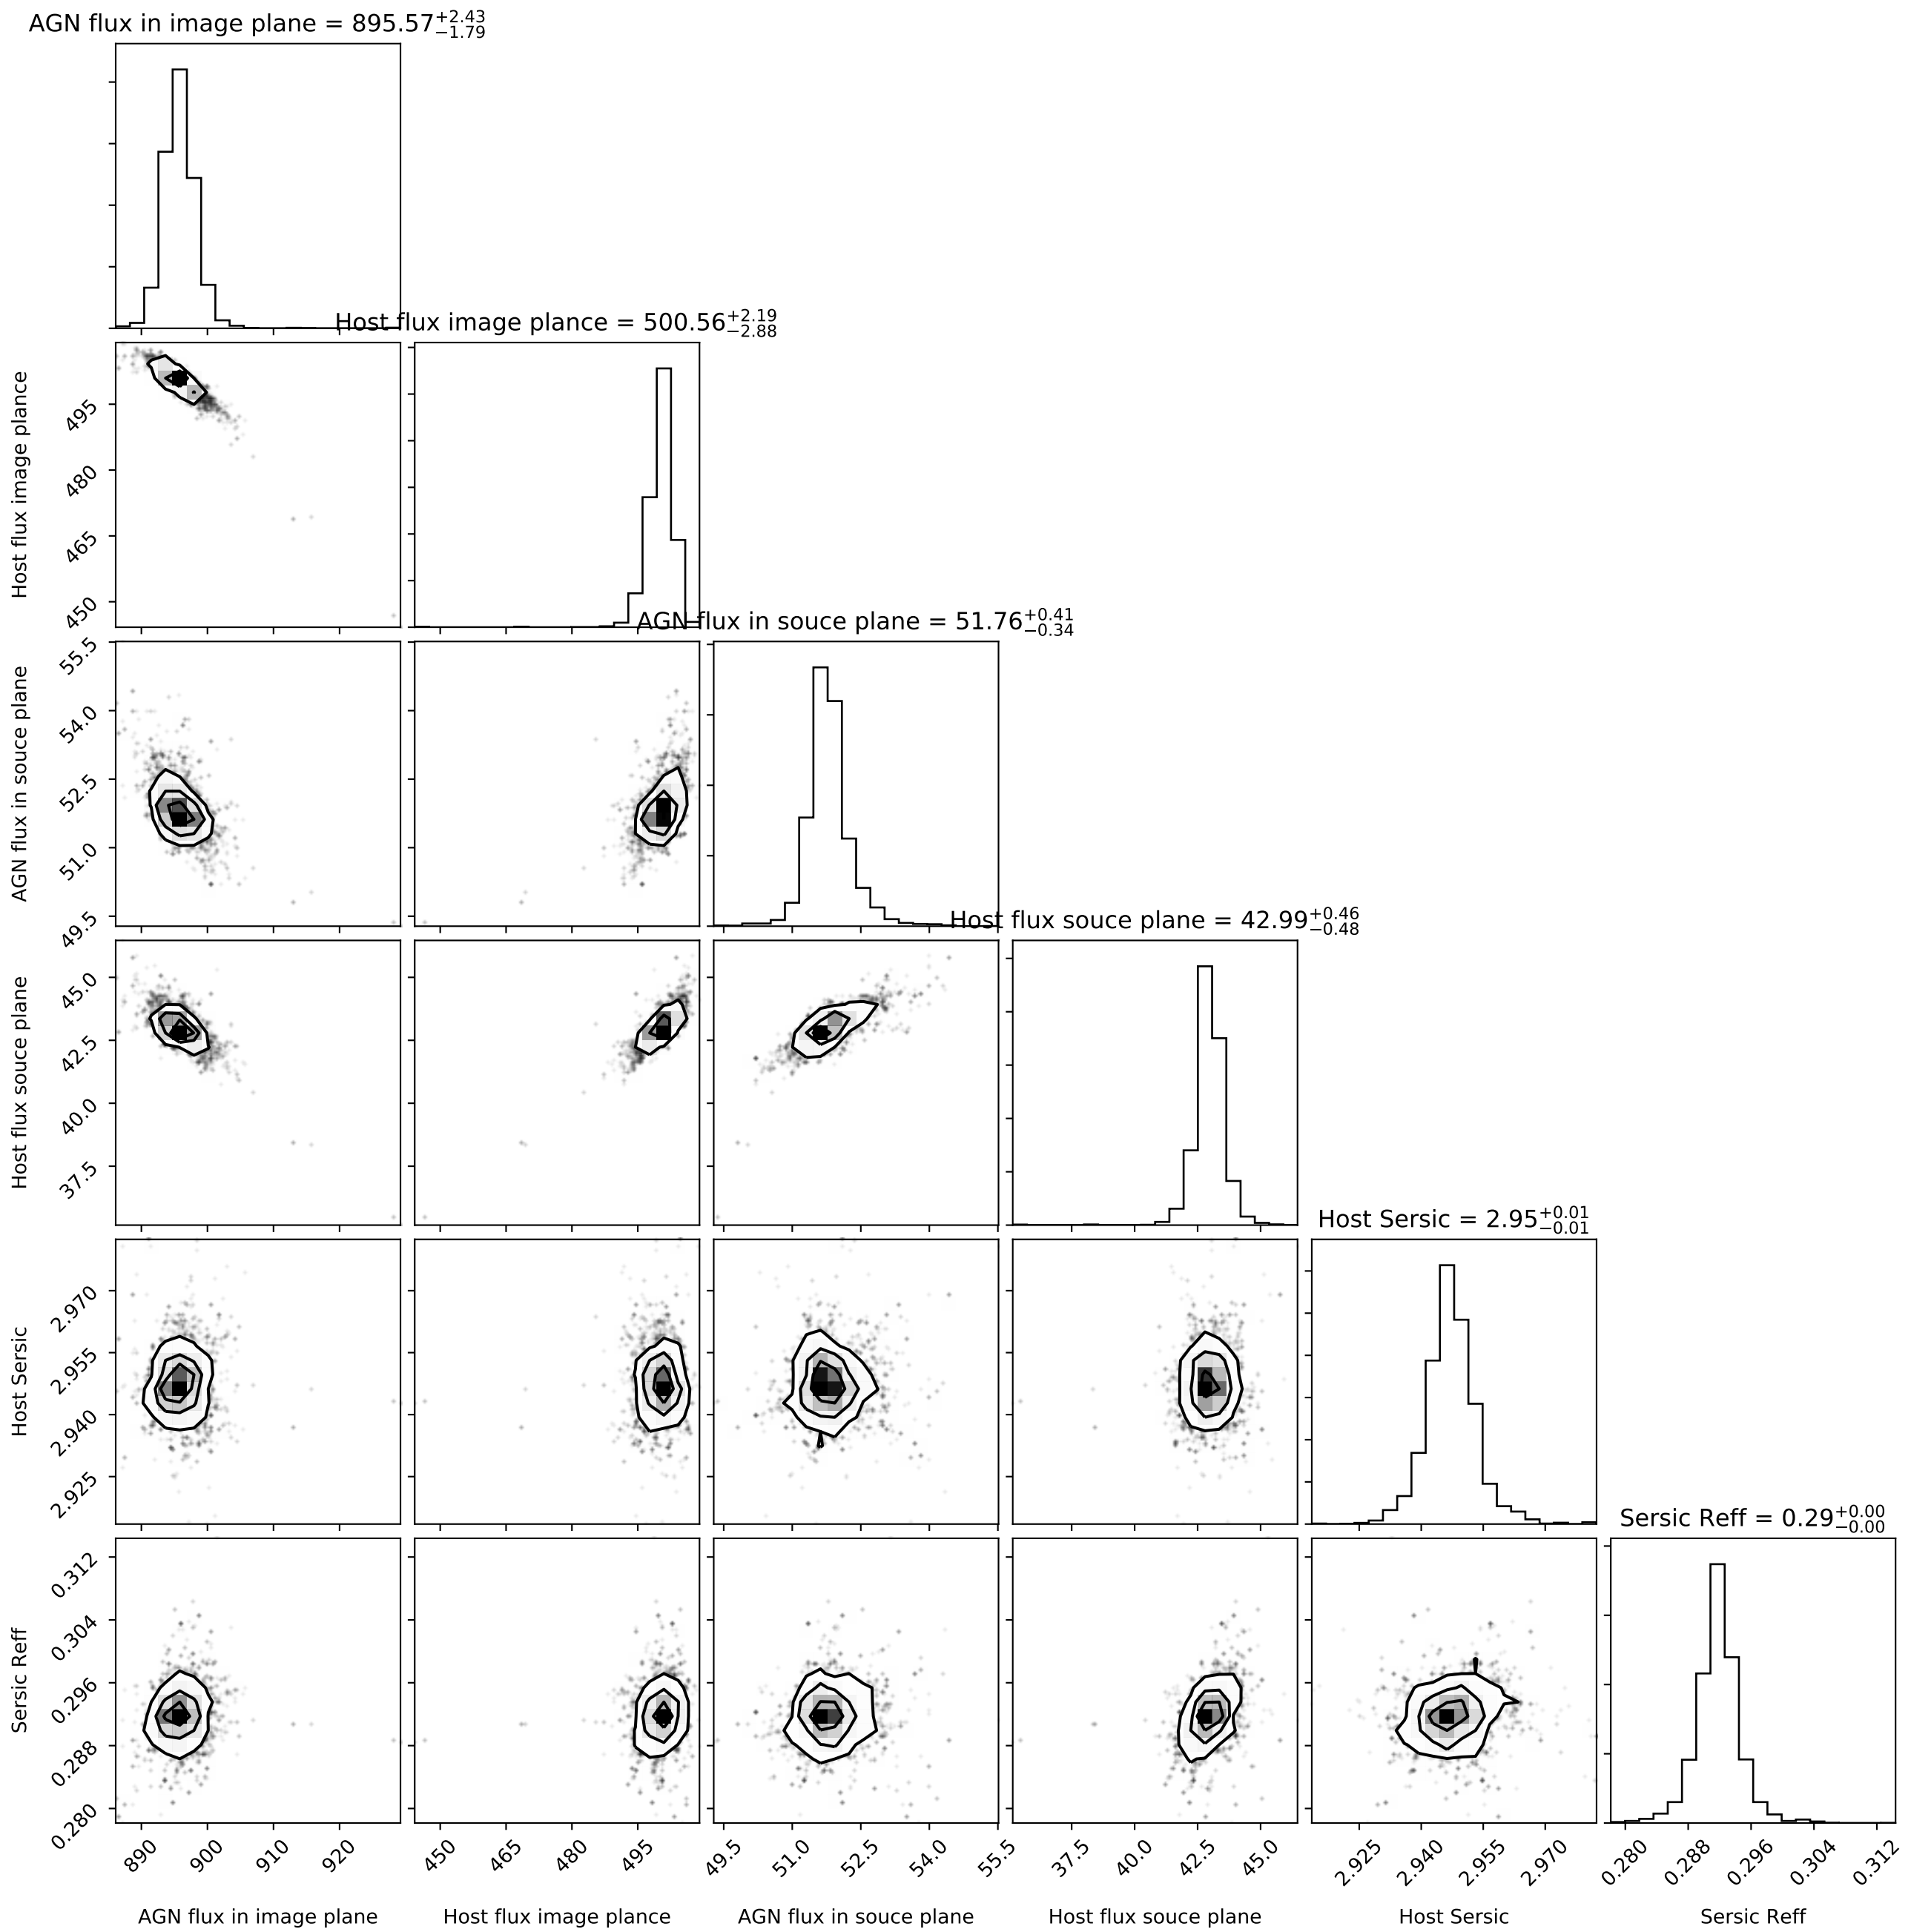 AGN flux in image plane = 895.57+2.43−1.79
Host flux image plance = 500.56+2.19−2.88
Host flux image plance
495
480
465
450
AGN flux in souce plane = 51.76+0.41−0.34
AGN flux in souce plane
55.5
54.0
52.5
51.0
49.5
Host flux souce plane = 42.99+0.46−0.48
Host flux souce plane
45.0
42.5
40.0
37.5
Host Sersic = 2.95+0.01−0.01
Host Sersic
2.970
2.955
2.940
2.925
Sersic Reff = 0.29+0.00−0.00
Sersic Reff
0.312
0.304
0.296
0.288
0.280
890 900 910 920 450 465 480 495 49.5 51.0 52.5 54.0 55.5 37.5 40.0 42.5 45.0 2.925 2.940 2.955 2.970 0.280 0.288 0.296 0.304 0.312
AGN flux in image plane Host flux image plance AGN flux in souce plane Host flux souce plane Host Sersic Sersic Reff